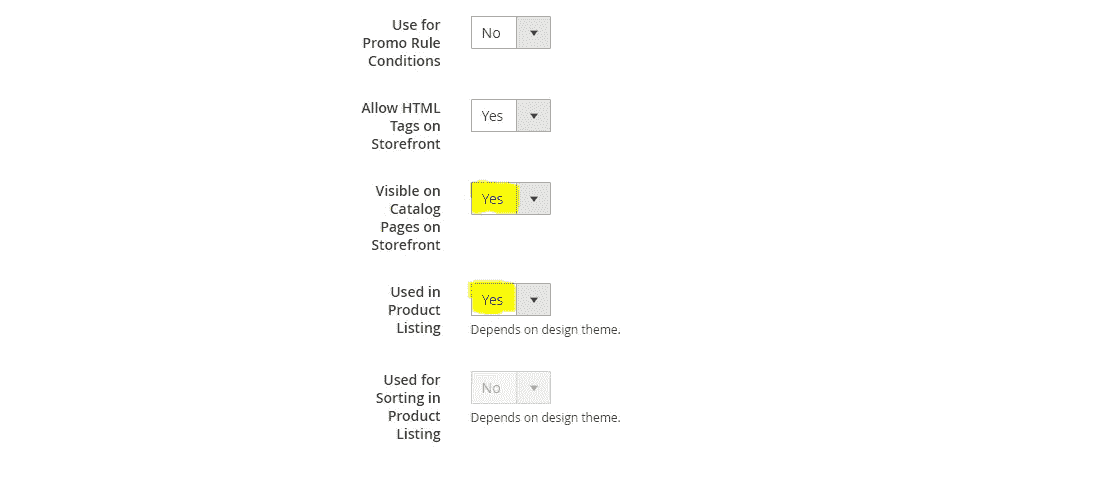 Use for
Promo Rule
Conditions
No
Allow HTML
Tags on
Storefront
Yes
Visible on
Catalog
Pages on
Storefront
Yes
Used in
Product
Listing
Yes
Depends on design theme.
Used for
Sorting in
Product
Listing
No
Depends on design theme.